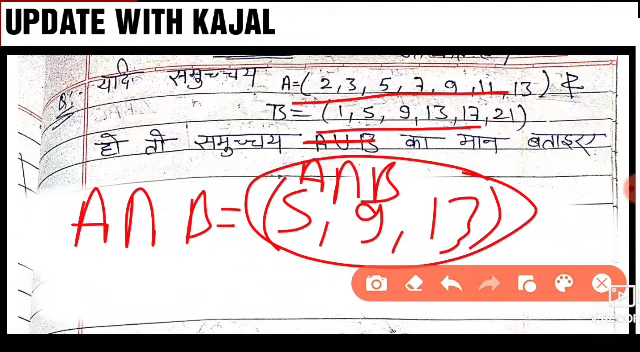 UPDATE WITH KAJAL
यदि समुच्चय A=( 2,3, 5, 7, 9, 11, 13)
B= (1, 5, 9, 13, 17, 21)
हो तो समुच्चय A∪B का मान बताइए
A∩B
A∩ B=(5, 9, 13)